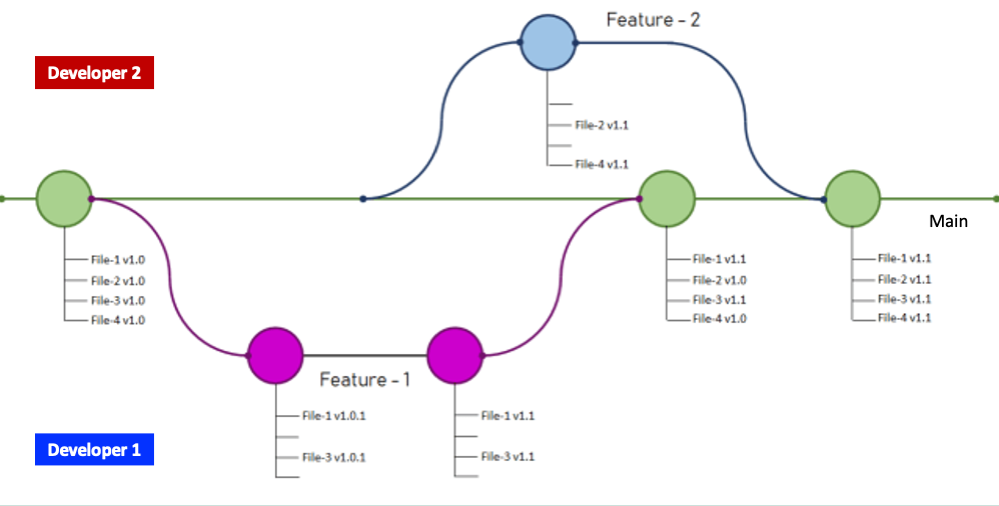 Feature - 2
Developer 2
File-2 v1.1
File-4 v1.1
Main
File-1 v1.0
File-2 v1.0
File-3 v1.0
File-4 v1.0
File-1 v1.1
File-2 v1.0
File-3 v1.1
File-4 v1.0
File-1 v1.1
File-2 v1.1
File-3 v1.1
File-4 v1.1
Feature - 1
File-1 v1.0.1
File-3 v1.0.1
File-1 v1.1
File-3 v1.1
Developer 1